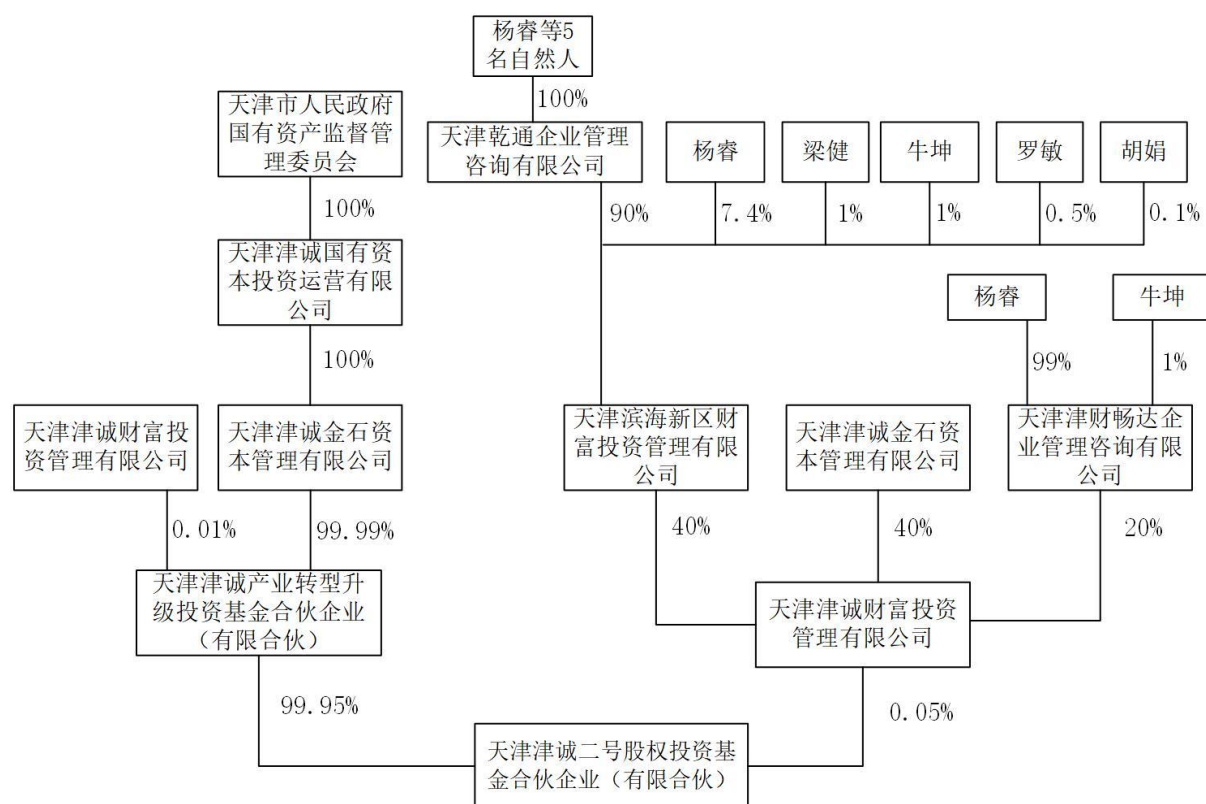 杨睿等5
名自然人
100%
天津市人民政府
国有资产监督管
理委员会
天津乾通企业管理
咨询有限公司
杨睿
梁健
牛坤
罗敏
胡娟
100%
90%
7.4%
1%
1%
0.5%
0.1%
天津津诚国有资
本投资运营有限
公司
杨睿
牛坤
100%
99%
1%
天津津诚财富投
资管理有限公司
天津津诚金石资
本管理有限公司
天津滨海新区财
富投资管理有限
公司
天津津诚金石资
本管理有限公司
天津津财畅达企
业管理咨询有限
公司
0.01%
99.99%
40%
40%
20%
天津津诚产业转型升
级投资基金合伙企业
（有限合伙）
天津津诚财富投资
管理有限公司
99.95%
0.05%
天津津诚二号股权投资基
金合伙企业（有限合伙）